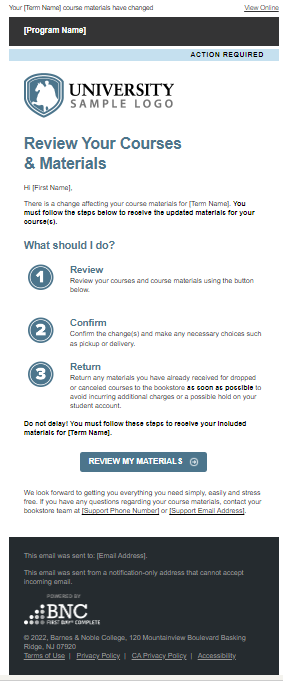 Your [Term Name] course materials have changed
View Online
[Program Name]
ACTION REQUIRED
UNIVERSITY
SAMPLE LOGO
Review Your Courses
& Materials
Hi [First Name],
There is a change affecting your course materials for [Term Name]. You
must follow the steps below to receive the updated materials for your
course(s).
What should I do?
1
Review
Review your courses and course materials using the button
below.
2
Confirm
Confirm the change(s) and make any necessary choices such
as pickup or delivery.
3
Return
Return any materials you have already received for dropped
or canceled courses to the bookstore as soon as possible to
avoid incurring additional charges or a possible hold on your
student account.
Do not delay! You must follow these steps to receive your included
materials for [Term Name].
REVIEW MY MATERIALS
We look forward to getting you everything you need simply, easily and stress
free. If you have any questions regarding your course materials, contact your
bookstore team at [Support Phone Number] or [Support Email Address].
This email was sent to: [Email Address].
This email was sent from a notification-only address that cannot accept
incoming email.
POWERED BY
BNC
FIRST DAY COMPLETE
© 2022, Barnes & Noble College, 120 Mountainview Boulevard Basking
Ridge, NJ 07920
Terms of Use | Privacy Policy | CA Privacy Policy | Accessibility